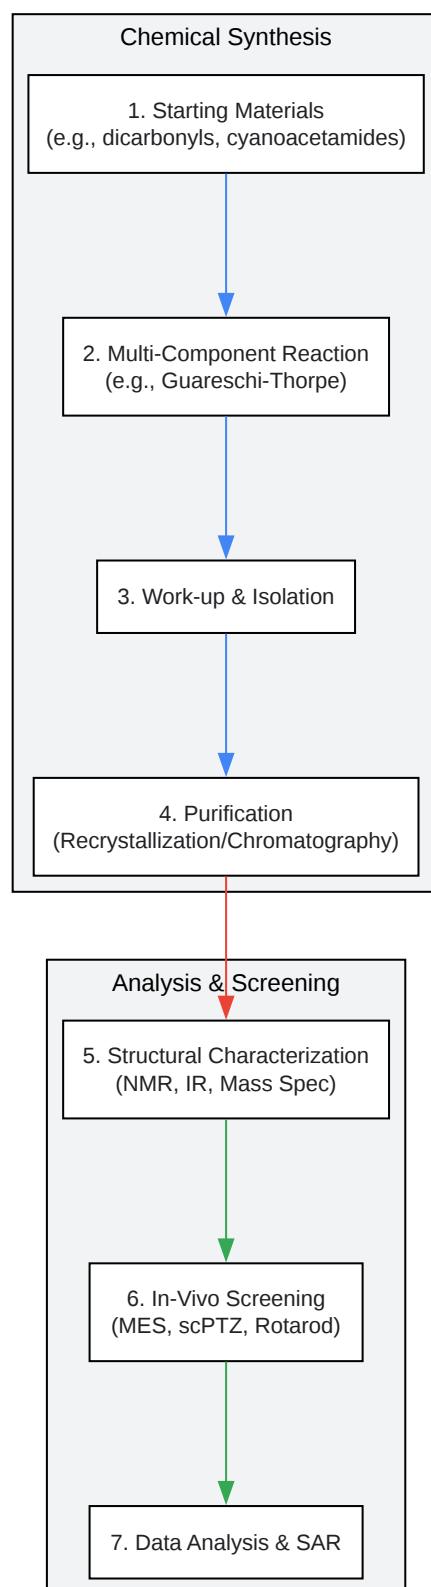 Chemical Synthesis
1. Starting Materials
(e.g., dicarbonyls, cyanoacetamides)
2. Multi-Component Reaction
(e.g., Guareschi-Thorpe)
3. Work-up & Isolation
4. Purification
(Recrystallization/Chromatography)
Analysis & Screening
5. Structural Characterization
(NMR, IR, Mass Spec)
6. In-Vivo Screening
(MES, scPTZ, Rotarod)
7. Data Analysis & SAR